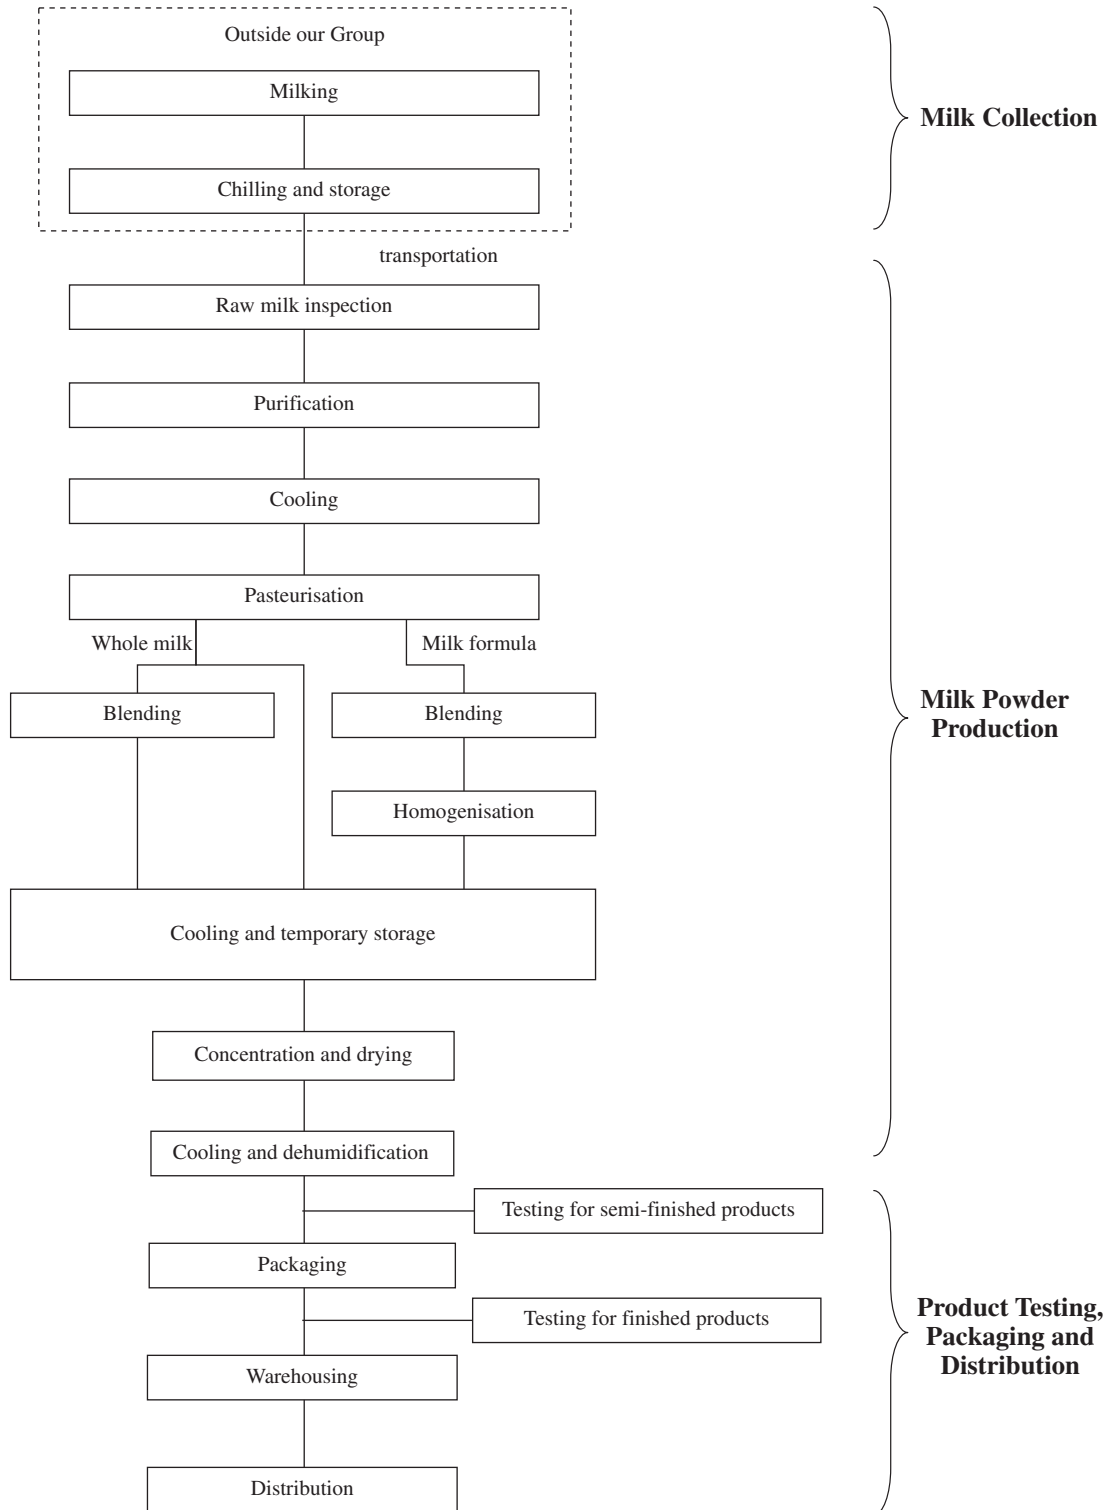 Outside our Group
Milking
Milk Collection
Chilling and storage
transportation
Raw milk inspection
Purification
Cooling
Pasteurisation
Whole milk
Milk formula
Blending
Blending
Milk Powder
Production
Homogenisation
Cooling and temporary storage
Concentration and drying
Cooling and dehumidification
Testing for semi-finished products
Packaging
Testing for finished products
Product Testing,
Packaging and
Distribution
Warehousing
Distribution